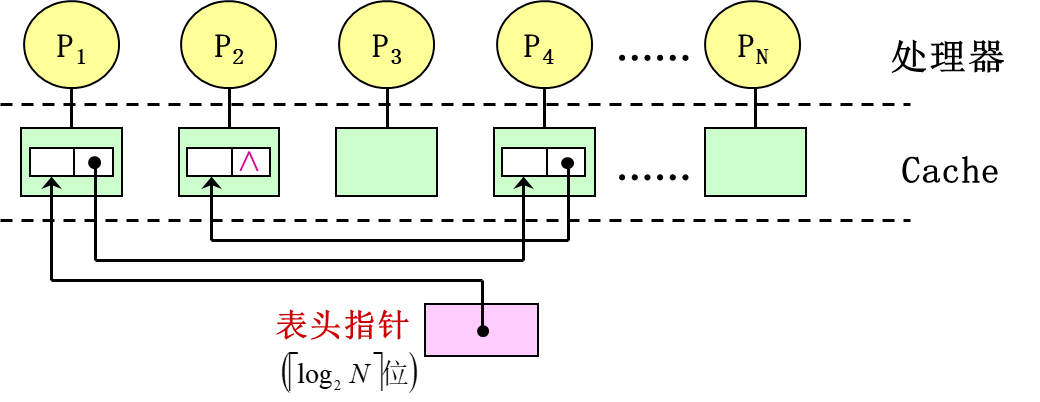 P1 P2 P3 P4 …… PN 处理器
∧ …… Cache
表头指针
(⌈log2 N⌉位)